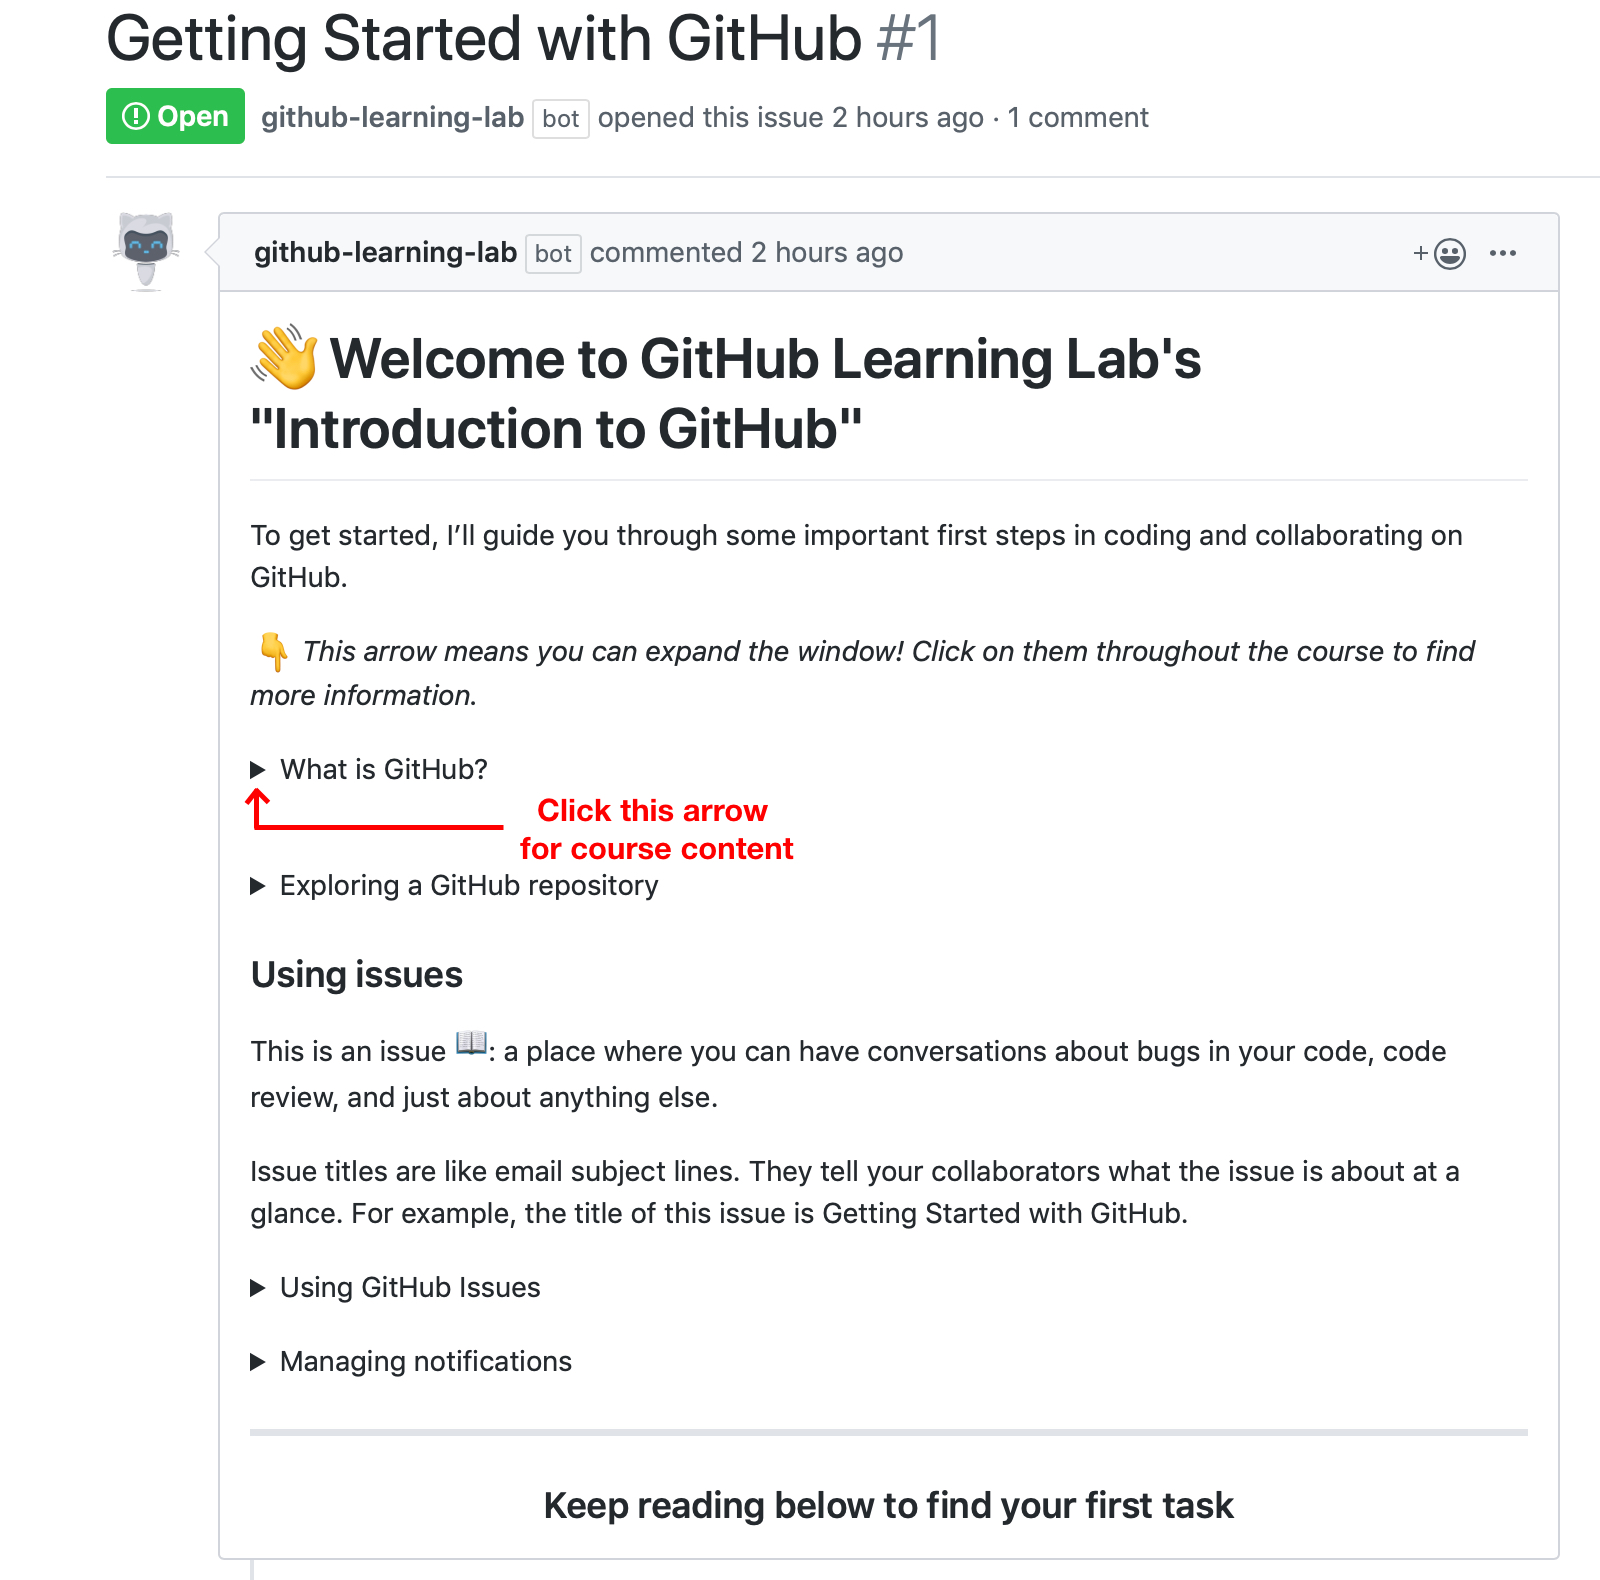 Getting Started with GitHub #1
Open github-learning-lab bot opened this issue 2 hours ago · 1 comment
github-learning-lab bot commented 2 hours ago
👋 Welcome to GitHub Learning Lab's
"Introduction to GitHub"
To get started, I’ll guide you through some important first steps in coding and collaborating on
GitHub.
👇 This arrow means you can expand the window! Click on them throughout the course to find
more information.
▶ What is GitHub?
Click this arrow
for course content
▶ Exploring a GitHub repository
Using issues
This is an issue 📖: a place where you can have conversations about bugs in your code, code
review, and just about anything else.
Issue titles are like email subject lines. They tell your collaborators what the issue is about at a
glance. For example, the title of this issue is Getting Started with GitHub.
▶ Using GitHub Issues
▶ Managing notifications
Keep reading below to find your first task